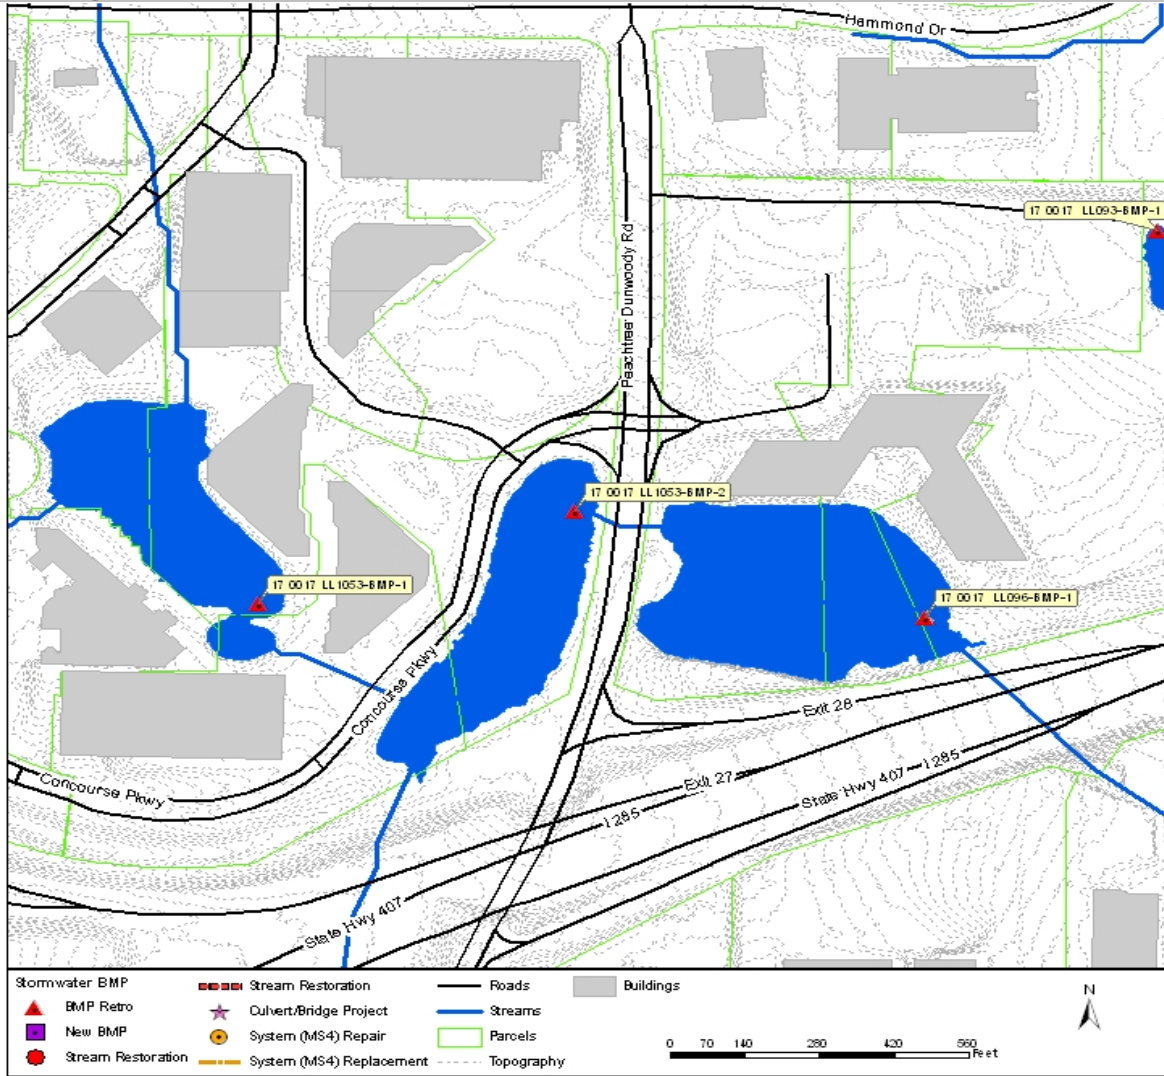 Hammond Dr
17 0017 LL093-BMP-1
Peachtree Dunwoody Rd
17 0017 LL1053-BMP-2
17 0017 LL1053-BMP-1
17 0017 LL096-BMP-1
Concourse Pkwy
Exit 28
Exit 27
State Hwy 407
I285
Concourse Pkwy
I285
State Hwy 407
Stormwater BMP
BMP Retro
New BMP
Stream Restoration
Stream Restoration
Culvert/Bridge Project
System (MS4) Repair
System (MS4) Replacement
Roads
Streams
Parcels
Topography
Buildings
N
0 70 140 280 420 560
Feet